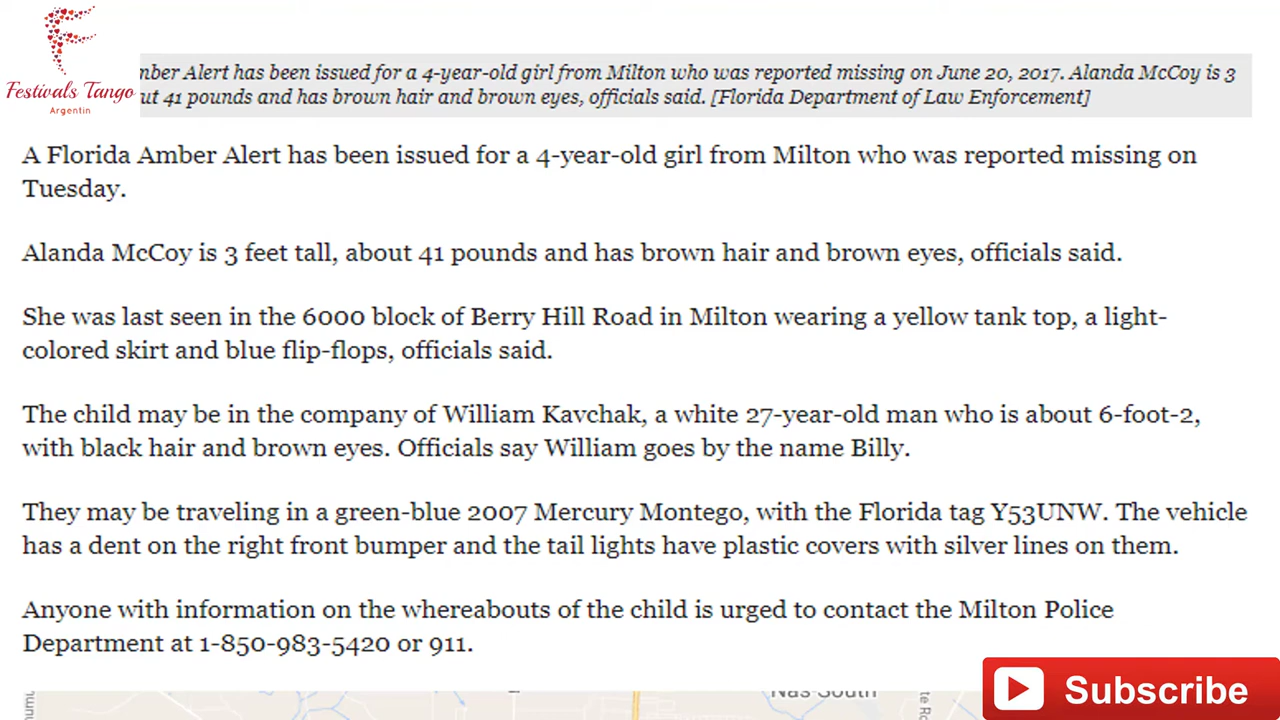 Festivals Tango
Argentin
mber Alert has been issued for a 4-year-old girl from Milton who was reported missing on June 20, 2017. Alanda McCoy is 3
ut 41 pounds and has brown hair and brown eyes, officials said. [Florida Department of Law Enforcement]
A Florida Amber Alert has been issued for a 4-year-old girl from Milton who was reported missing on
Tuesday.
Alanda McCoy is 3 feet tall, about 41 pounds and has brown hair and brown eyes, officials said.
She was last seen in the 6000 block of Berry Hill Road in Milton wearing a yellow tank top, a light-
colored skirt and blue flip-flops, officials said.
The child may be in the company of William Kavchak, a white 27-year-old man who is about 6-foot-2,
with black hair and brown eyes. Officials say William goes by the name Billy.
They may be traveling in a green-blue 2007 Mercury Montego, with the Florida tag Y53UNW. The vehicle
has a dent on the right front bumper and the tail lights have plastic covers with silver lines on them.
Anyone with information on the whereabouts of the child is urged to contact the Milton Police
Department at 1-850-983-5420 or 911.
Nas South
Subscribe